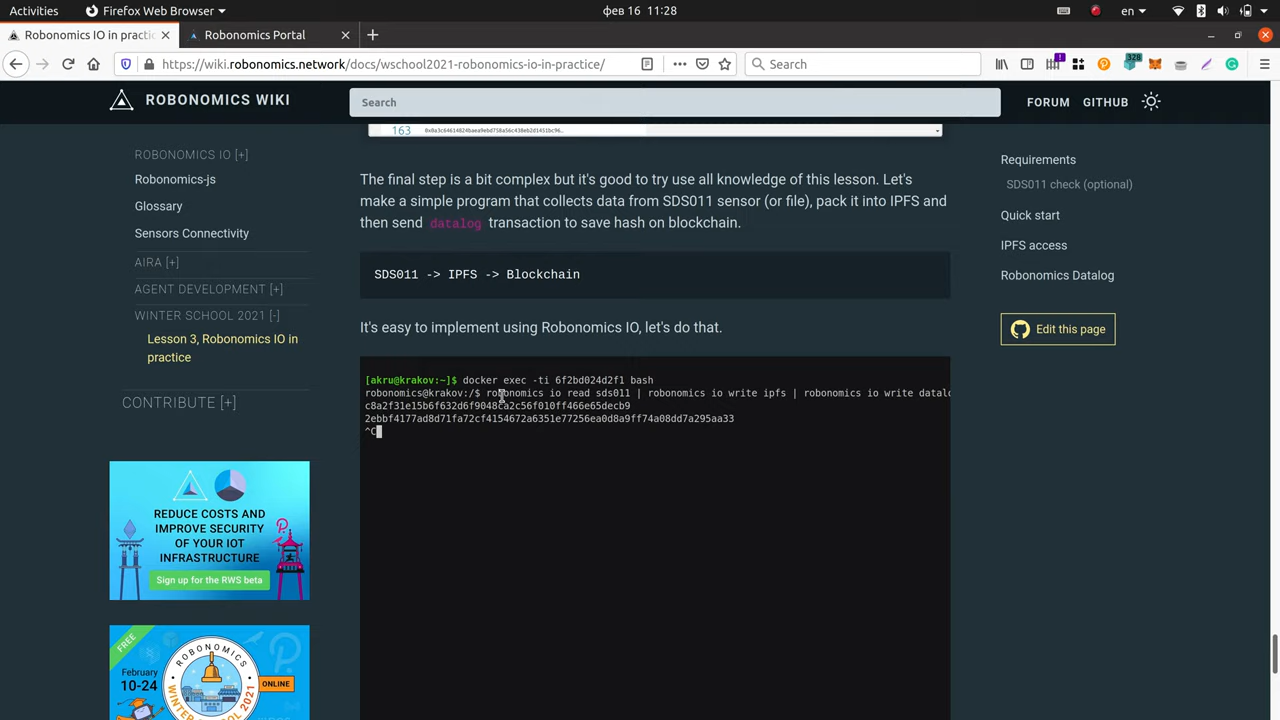 Activities
Firefox Web Browser
фев 16 11:28
en
Robonomics IO in practic
Robonomics Portal
https://wiki.robonomics.network/docs/wschool2021-robonomics-io-in-practice/
Search
328
ROBONOMICS WIKI
Search
FORUM
GITHUB
163
ROBONOMICS IO [+]
Robonomics-js
Glossary
Sensors Connectivity
AIRA [+]
AGENT DEVELOPMENT [+]
WINTER SCHOOL 2021 [-]
Lesson 3, Robonomics IO in
practice
CONTRIBUTE [+]
REDUCE COSTS AND
IMPROVE SECURITY
OF YOUR IOT
INFRASTRUCTURE
Sign up for the RWS beta
FREE
February
10-24
ROBONOMICS
WINTER SCHOOL 2021
ONLINE
The final step is a bit complex but it's good to try use all knowledge of this lesson. Let's
make a simple program that collects data from SDS011 sensor (or file), pack it into IPFS and
then send datalog transaction to save hash on blockchain.
SDS011 -> IPFS -> Blockchain
It's easy to implement using Robonomics IO, let's do that.
[akru@krakov:~]$ docker exec -ti 6f2bd024d2f1 bash
robonomics@krakov:/$ robonomics io read sds011 | robonomics io write ipfs | robonomics io write datalo
c8a2f31e15b6f632d6f9048ca2c56f010ff466e65decb9
2ebbf4177ad8d71fa72cf4154672a6351e77256ea0d8a9ff74a08dd7a295aa33
^C
Requirements
SDS011 check (optional)
Quick start
IPFS access
Robonomics Datalog
Edit this page